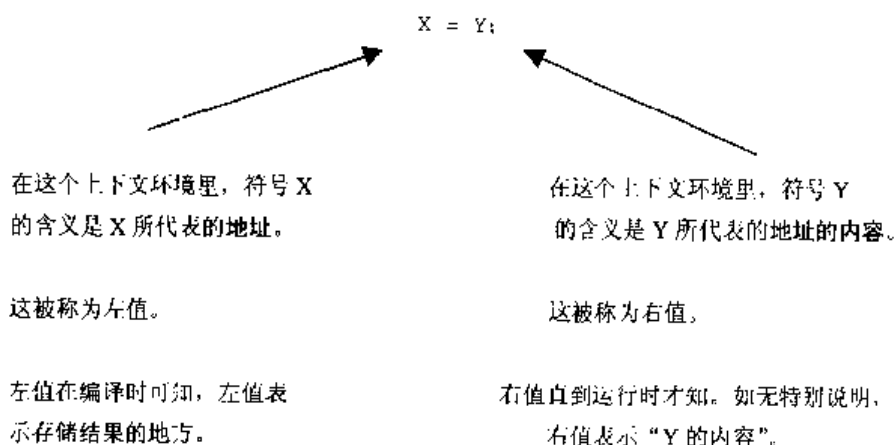 X = Y;
在这个上下文环境里，符号 X
的含义是 X 所代表的地址。
这被称为左值。
左值在编译时可知，左值表
示存储结果的地方。
在这个上下文环境里，符号 Y
的含义是 Y 所代表的地址的内容。
这被称为右值。
右值直到运行时才知。如无特别说明，
右值表示“Y 的内容”。